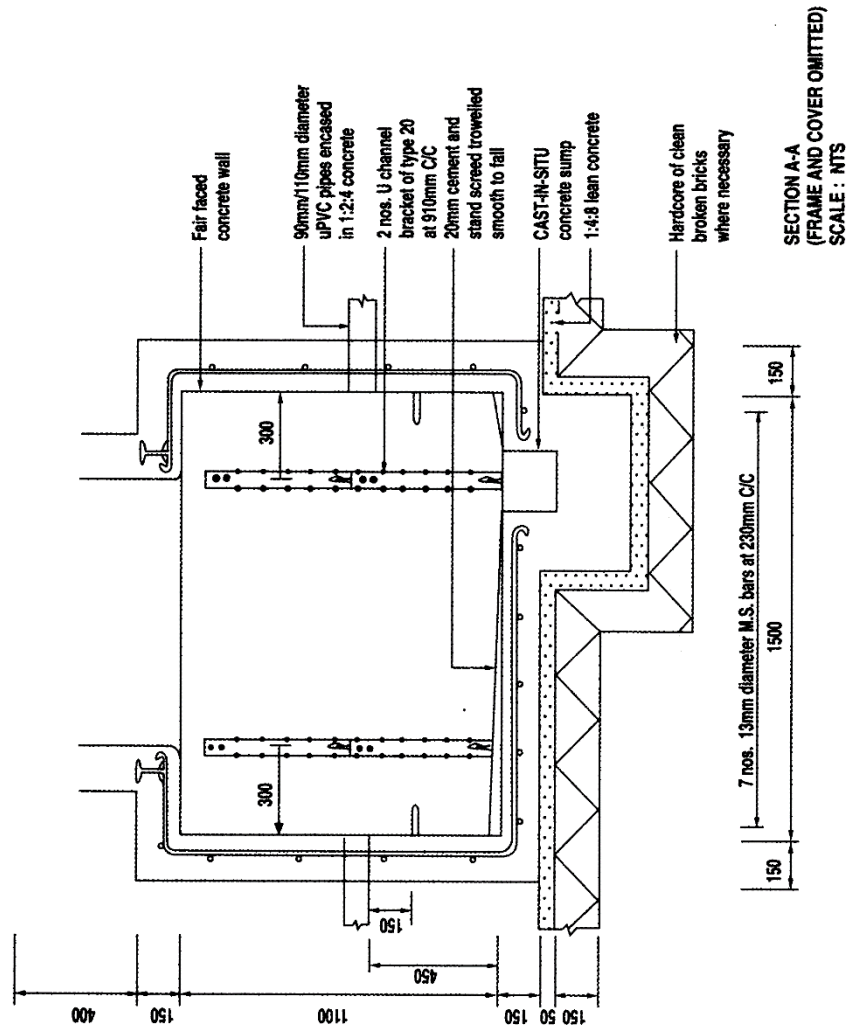 Fair faced
concrete wall
90mm/110mm diameter
uPVC pipes encased
in 1:2:4 concrete
2 nos. U channel
bracket of type 20
at 910mm C/C
20mm cement and
stand screed trowelled
smooth to fall
CAST-IN-SITU
concrete sump
1:4:8 lean concrete
Hardcore of clean
broken bricks
where necessary
SECTION A-A
(FRAME AND COVER OMITTED)
SCALE : NTS
300
300
400
150
1100
150
50
150
150
450
7 nos. 13mm diameter M.S. bars at 230mm C/C
150
1500
150